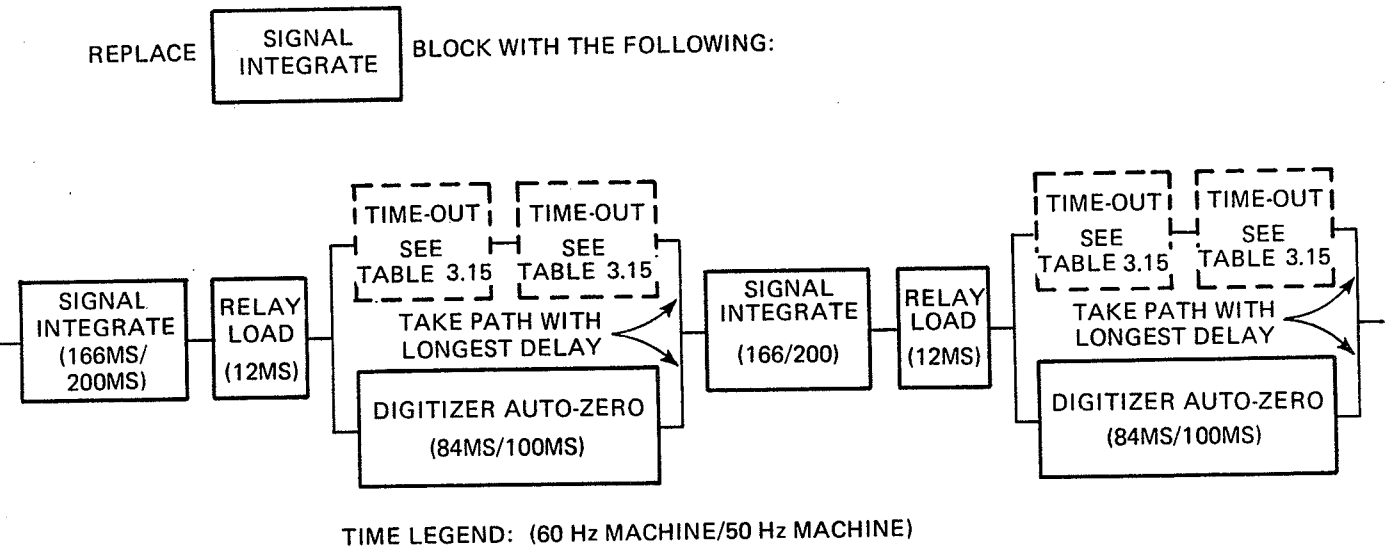 REPLACE
SIGNAL
INTEGRATE
BLOCK WITH THE FOLLOWING:
SIGNAL
INTEGRATE
(166MS/
200MS)
RELAY
LOAD
(12MS)
TIME-OUT
SEE
TABLE 3.15
TIME-OUT
SEE
TABLE 3.15
TAKE PATH WITH
LONGEST DELAY
DIGITIZER AUTO-ZERO
(84MS/100MS)
SIGNAL
INTEGRATE
(166/200)
RELAY
LOAD
(12MS)
TIME-OUT
SEE
TABLE 3.15
TIME-OUT
SEE
TABLE 3.15
TAKE PATH WITH
LONGEST DELAY
DIGITIZER AUTO-ZERO
(84MS/100MS)
TIME LEGEND: (60 Hz MACHINE/50 Hz MACHINE)